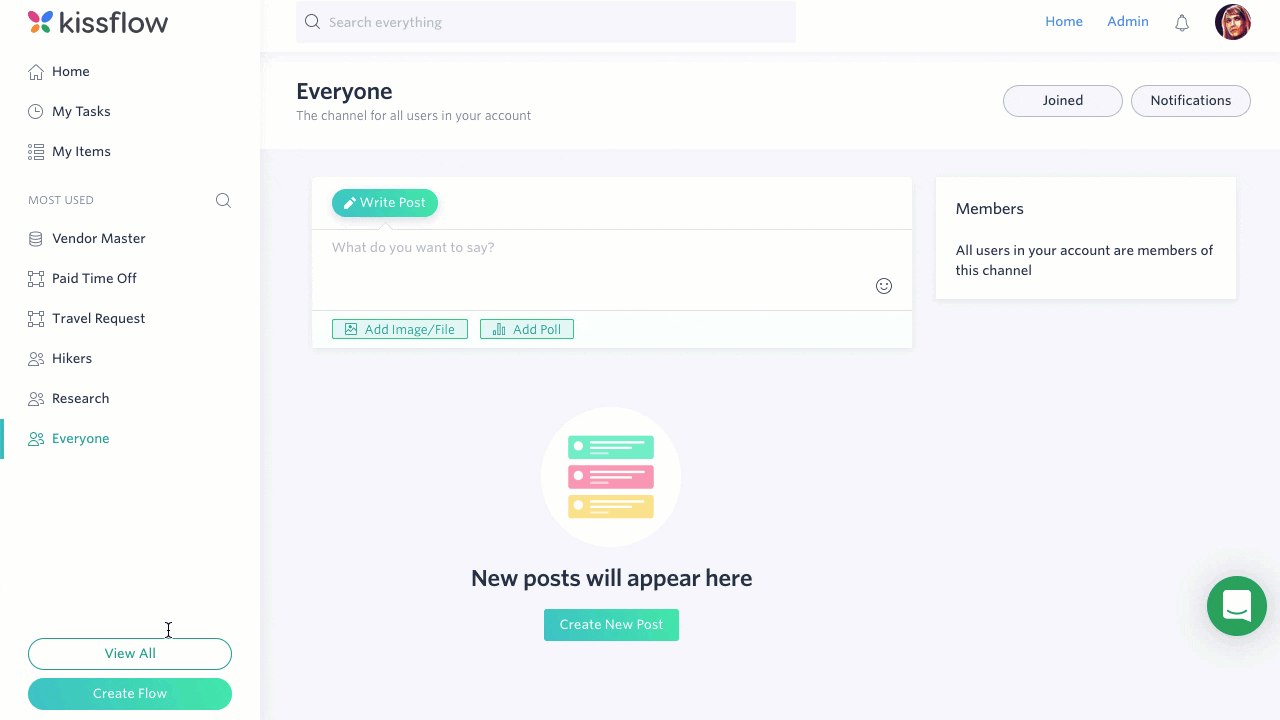 kissflow
Search everything
Home
Admin
Home
My Tasks
My Items
MOST USED
Vendor Master
Paid Time Off
Travel Request
Hikers
Research
Everyone
View All
Create Flow
Everyone
The channel for all users in your account
Joined
Notifications
Write Post
What do you want to say?
Add Image/File
Add Poll
Members
All users in your account are members of
this channel
New posts will appear here
Create New Post